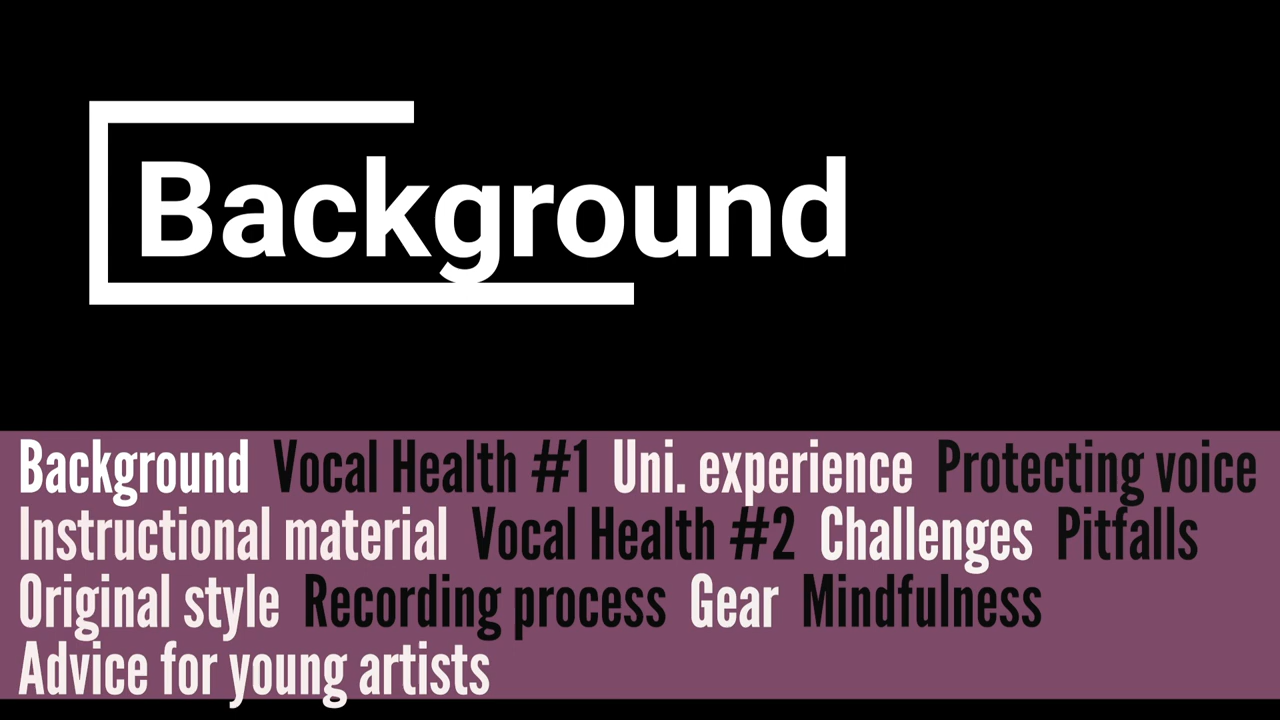 Background
Background Vocal Health #1 Uni. experience Protecting voice
Instructional material Vocal Health #2 Challenges Pitfalls
Original style Recording process Gear Mindfulness
Advice for young artists